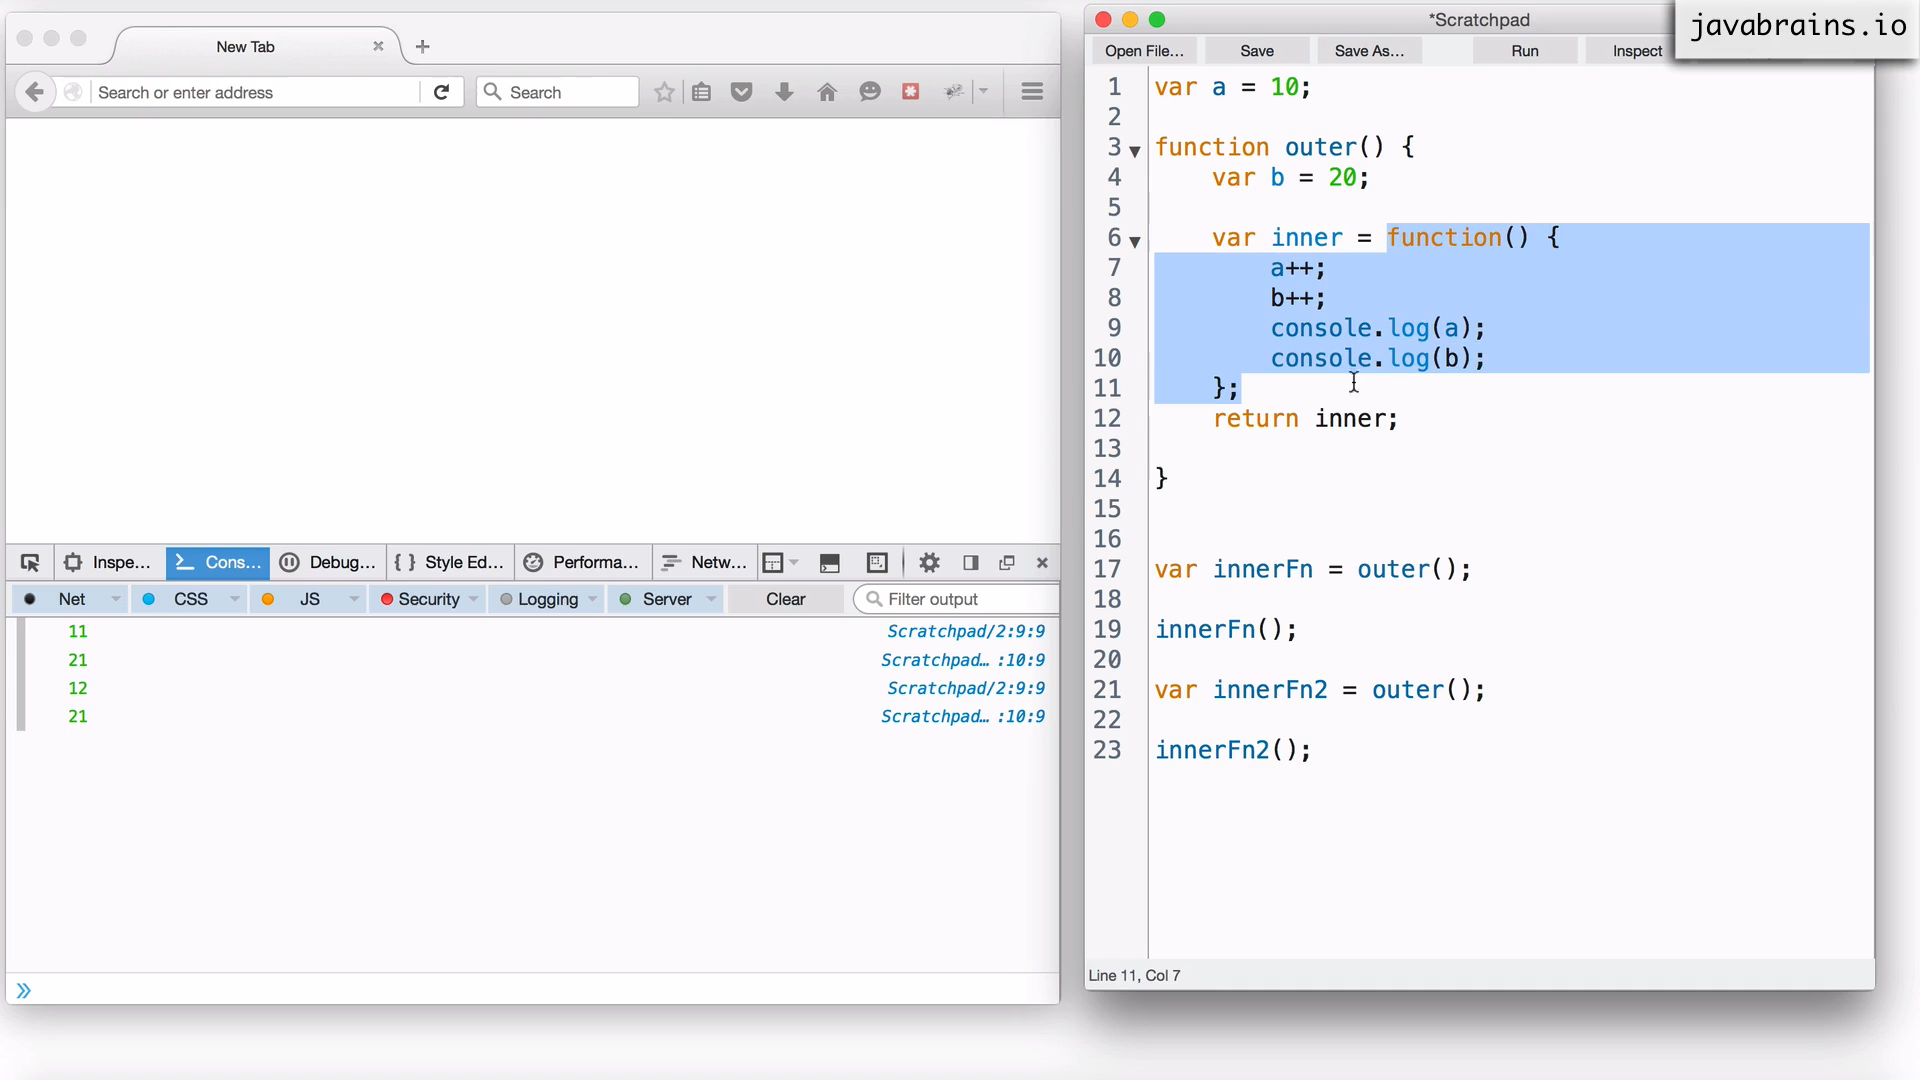 New Tab
Search or enter address
Search
Inspe...
Cons...
Debug...
{ } Style Ed...
Performa...
Netw...
Net
CSS
JS
Security
Logging
Server
Clear
Filter output
11 Scratchpad/2:9:9
21 Scratchpad… :10:9
12 Scratchpad/2:9:9
21 Scratchpad… :10:9
»
*Scratchpad
javabrains.io
Open File...
Save
Save As...
Run
Inspect
1 var a = 10;
2
3 function outer() {
4 var b = 20;
5
6 var inner = function() {
7 a++;
8 b++;
9 console.log(a);
10 console.log(b);
11 };
12 return inner;
13
14 }
15
16
17 var innerFn = outer();
18
19 innerFn();
20
21 var innerFn2 = outer();
22
23 innerFn2();
Line 11, Col 7